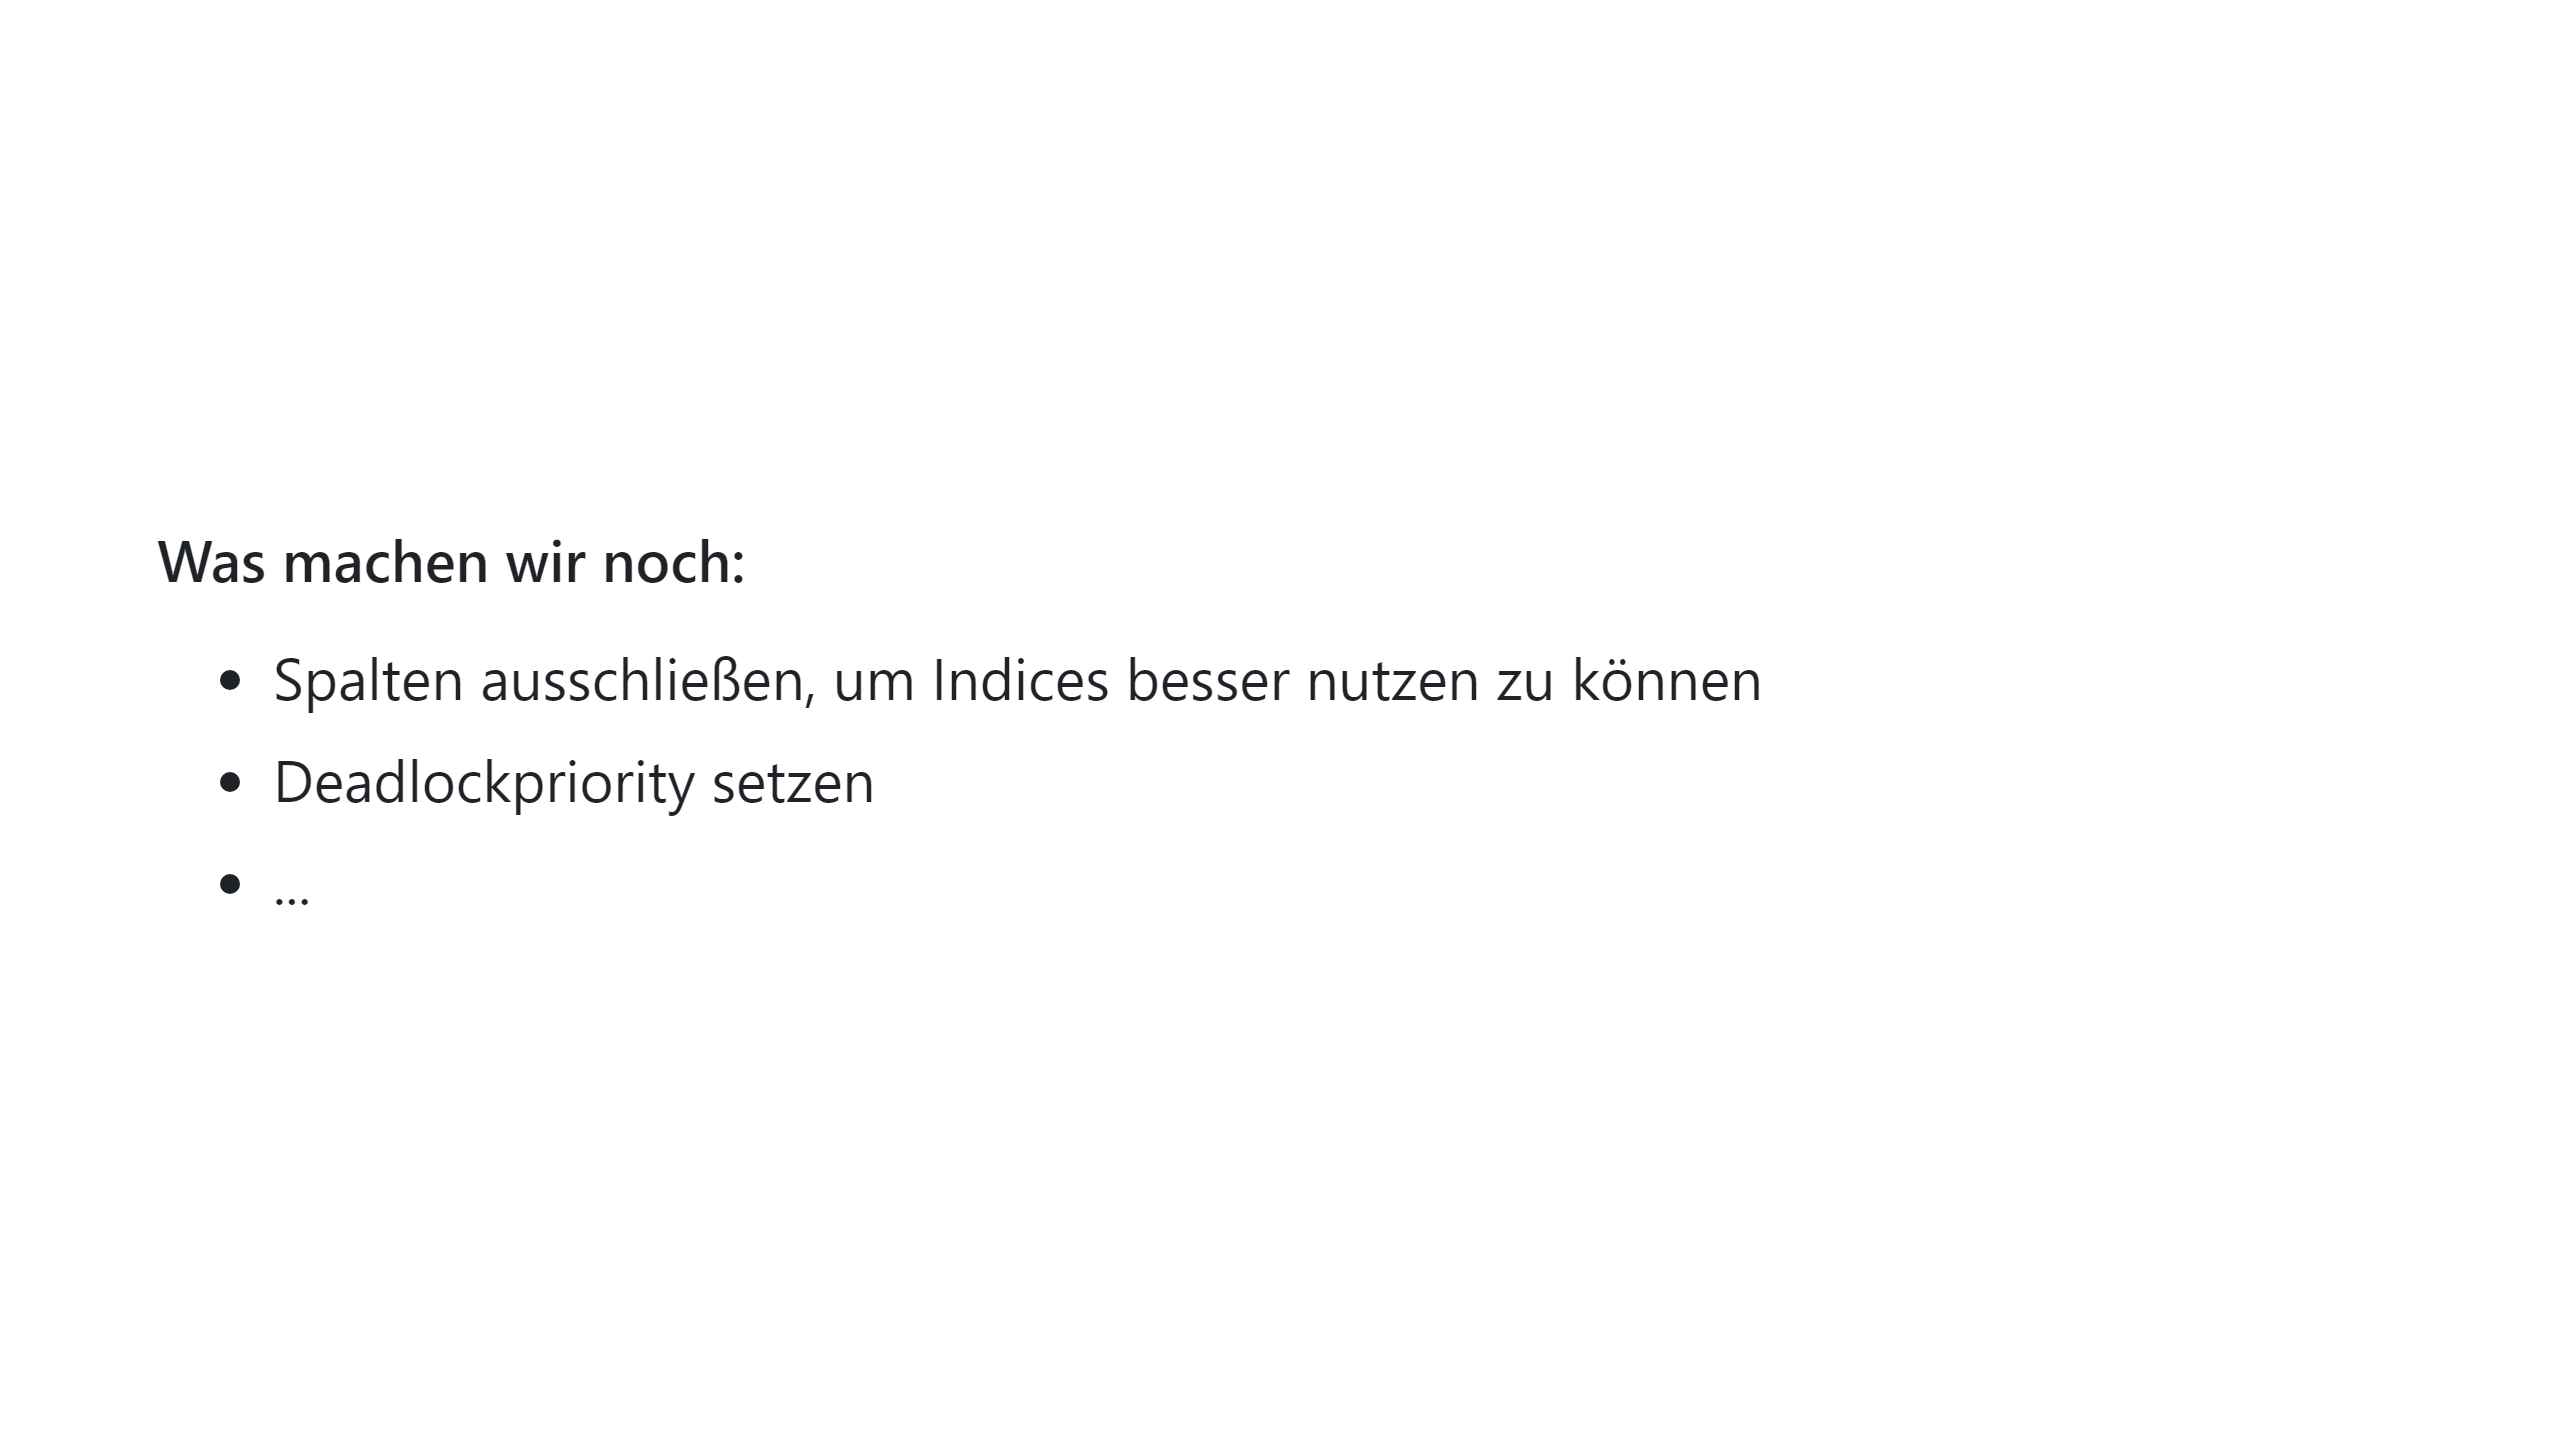 Was machen wir noch:
• Spalten ausschließen, um Indices besser nutzen zu können
• Deadlockpriority setzen
• ...